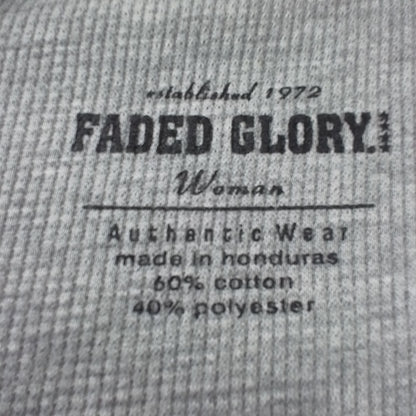 established 1972
FADED GLORY.
Woman
Authentic Wear
made in honduras
60% cotton
40% polyester